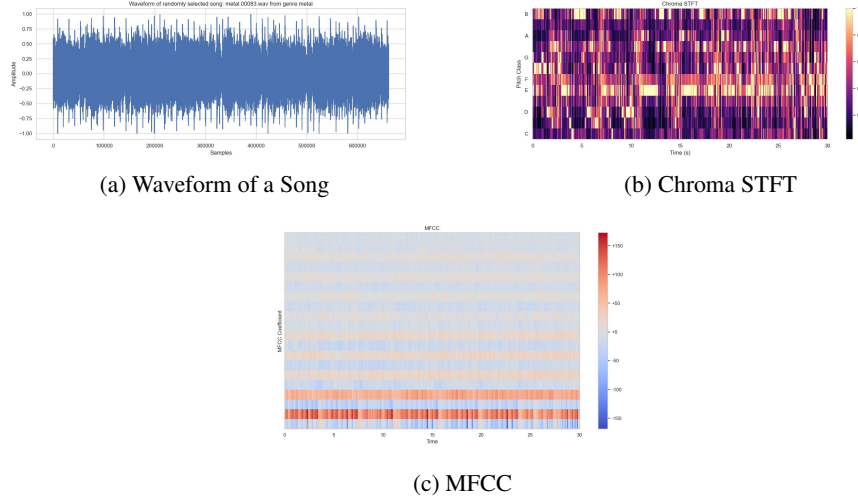 Waveform of randomly selected song: metal.00083.wav from genre metal
1.00
0.75
0.50
0.25
0.00
−0.25
−0.50
−0.75
−1.00
Amplitude
0 100000 200000 300000 400000 500000 600000
Samples
(a) Waveform of a Song
Chroma STFT
B
A
G
F
E
D
C
Pitch Class
0 5 10 15 20 25 30
Time (s)
(b) Chroma STFT
MFCC
MFCC Coefficient
0 5 10 15 20 25 30
Time
+150
+100
+50
+0
-50
-100
-150
(c) MFCC